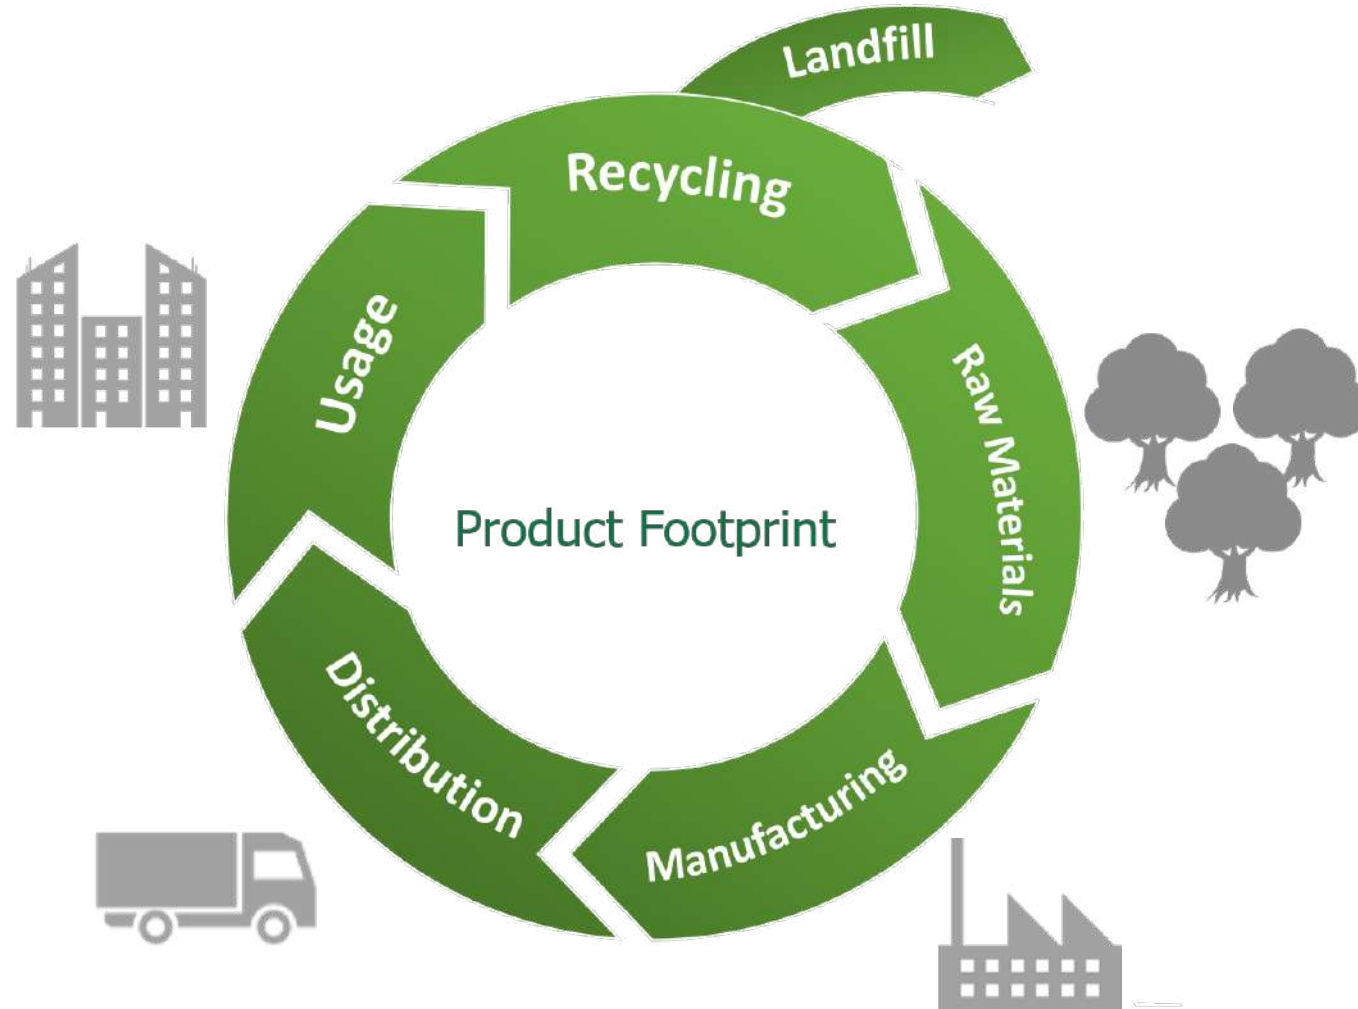 Landfill
Recycling
Raw Materials
Manufacturing
Distribution
Usage
Product Footprint